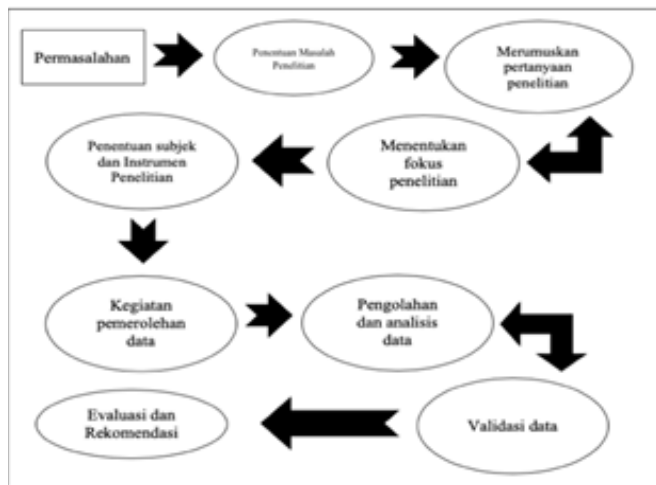 Permasalahan
Penentuan Masalah
Penelitian
Merumuskan
pertanyaan
penelitian
Menentukan
fokus
penelitian
Penentuan subjek
dan Instrumen
Penelitian
Kegiatan
pemerolehan
data
Pengolahan
dan analisis
data
Validasi data
Evaluasi dan
Rekomendasi